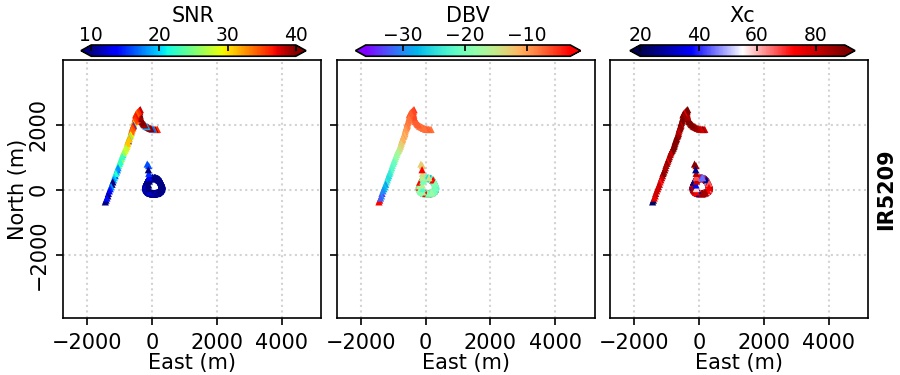 SNR DBV Xc
10 20 30 40 −30 −20 −10 20 40 60 80
2000
0
−2000
North (m)
IR5209
−2000 0 2000 4000 −2000 0 2000 4000 −2000 0 2000 4000
East (m) East (m) East (m)